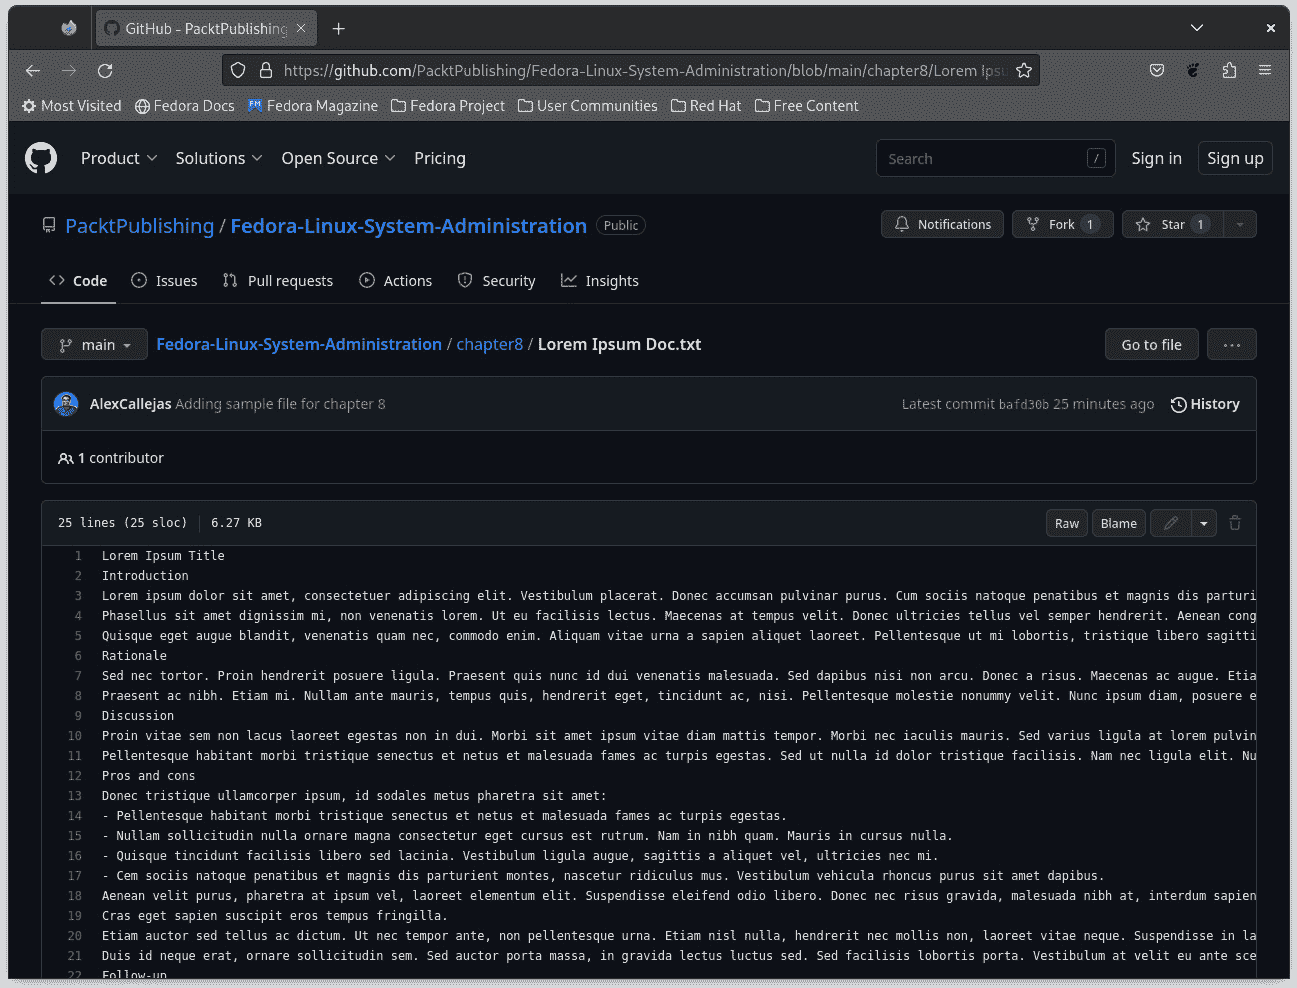 GitHub - PacktPublishing
https://github.com/PacktPublishing/Fedora-Linux-System-Administration/blob/main/chapter8/Lorem Ipsu
Most Visited Fedora Docs Fedora Magazine Fedora Project User Communities Red Hat Free Content
Product Solutions Open Source Pricing Search / Sign in Sign up
PacktPublishing / Fedora-Linux-System-Administration Public Notifications Fork 1 Star 1
Code Issues Pull requests Actions Security Insights
main Fedora-Linux-System-Administration / chapter8 / Lorem Ipsum Doc.txt Go to file ...
AlexCallejas Adding sample file for chapter 8 Latest commit bafd30b 25 minutes ago History
1 contributor
25 lines (25 sloc) 6.27 KB Raw Blame
1 Lorem Ipsum Title
2 Introduction
3 Lorem ipsum dolor sit amet, consectetuer adipiscing elit. Vestibulum placerat. Donec accumsan pulvinar purus. Cum sociis natoque penatibus et magnis dis parturi
4 Phasellus sit amet dignissim mi, non venenatis lorem. Ut eu facilisis lectus. Maecenas at tempus velit. Donec ultricies tellus vel semper hendrerit. Aenean cong
5 Quisque eget augue blandit, venenatis quam nec, commodo enim. Aliquam vitae urna a sapien aliquet laoreet. Pellentesque ut mi lobortis, tristique libero sagitti
6 Rationale
7 Sed nec tortor. Proin hendrerit posuere ligula. Praesent quis nunc id dui venenatis malesuada. Sed dapibus nisi non arcu. Donec a risus. Maecenas ac augue. Etia
8 Praesent ac nibh. Etiam mi. Nullam ante mauris, tempus quis, hendrerit eget, tincidunt ac, nisi. Pellentesque molestie nonummy velit. Nunc ipsum diam, posuere e
9 Discussion
10 Proin vitae sem non lacus laoreet egestas non in dui. Morbi sit amet ipsum vitae diam mattis tempor. Morbi nec iaculis mauris. Sed varius ligula at lorem pulvin
11 Pellentesque habitant morbi tristique senectus et netus et malesuada fames ac turpis egestas. Sed ut nulla id dolor tristique facilisis. Nam nec ligula elit. Nu
12 Pros and cons
13 Donec tristique ullamcorper ipsum, id sodales metus pharetra sit amet:
14 - Pellentesque habitant morbi tristique senectus et netus et malesuada fames ac turpis egestas.
15 - Nullam sollicitudin nulla ornare magna consectetur eget cursus est rutrum. Nam in nibh quam. Mauris in cursus nulla.
16 - Quisque tincidunt facilisis libero sed lacinia. Vestibulum ligula augue, sagittis a aliquet vel, ultricies nec mi.
17 - Cem sociis natoque penatibus et magnis dis parturient montes, nascetur ridiculus mus. Vestibulum vehicula rhoncus purus sit amet dapibus.
18 Aenean velit purus, pharetra at ipsum vel, laoreet elementum elit. Suspendisse eleifend odio libero. Donec nec risus gravida, malesuada nibh at, interdum sapien
19 Cras eget sapien suscipit eros tempus fringilla.
20 Etiam auctor sed tellus ac dictum. Ut nec tempor ante, non pellentesque urna. Etiam nisl nulla, hendrerit nec mollis non, laoreet vitae neque. Suspendisse in la
21 Duis id neque erat, ornare sollicitudin sem. Sed auctor porta massa, in gravida lectus luctus sed. Sed facilisis lobortis porta. Vestibulum at velit eu ante sce
22 Follow-up